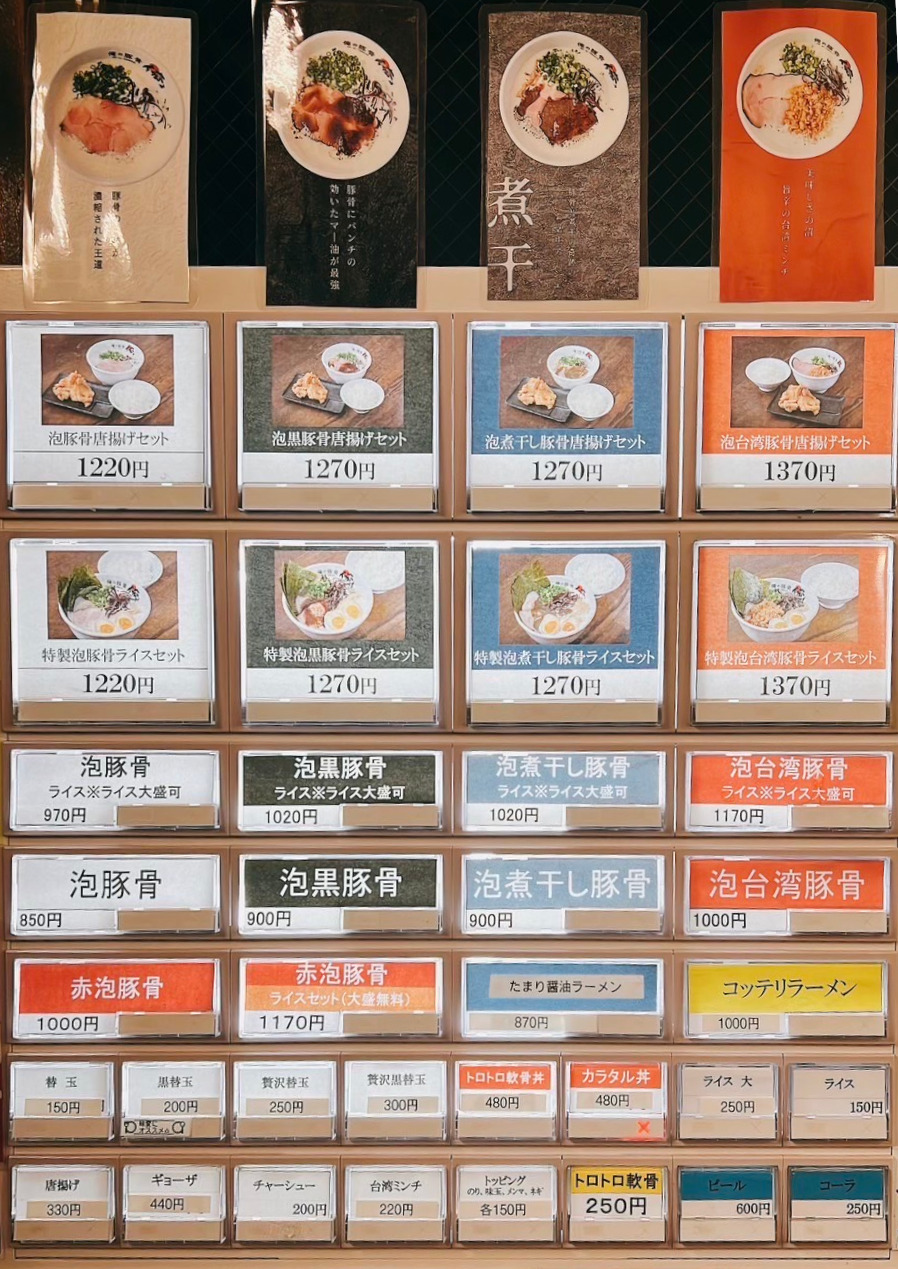 豚骨
濃縮された王道
豚骨にパンチの
効いたマー油が最強
煮干
美味しさの沼
旨辛の台湾ミンチ
泡豚骨唐揚げセット
1220円
泡黒豚骨唐揚げセット
1270円
泡煮干し豚骨唐揚げセット
1270円
泡台湾豚骨唐揚げセット
1370円
特製泡豚骨ライスセット
1220円
特製泡黒豚骨ライスセット
1270円
特製泡煮干し豚骨ライスセット
1270円
特製泡台湾豚骨ライスセット
1370円
泡豚骨
ライス※ライス大盛可
970円
泡黒豚骨
ライス※ライス大盛可
1020円
泡煮干し豚骨
ライス※ライス大盛可
1020円
泡台湾豚骨
ライス※ライス大盛可
1170円
泡豚骨
850円
泡黒豚骨
900円
泡煮干し豚骨
900円
泡台湾豚骨
1000円
赤泡豚骨
1000円
赤泡豚骨
ライスセット(大盛無料)
1170円
たまり醤油ラーメン
870円
コッテリラーメン
1000円
替玉
150円
黒替玉
200円
味変に
オススメ☆
贅沢替玉
250円
贅沢黒替玉
300円
トロトロ軟骨丼
480円
カラタル丼
480円
×
ライス 大
250円
ライス
150円
唐揚げ
330円
ギョーザ
440円
チャーシュー
200円
台湾ミンチ
220円
トッピング
のり、味玉、メンマ、ネギ
各150円
トロトロ軟骨
250円
ビール
600円
コーラ
250円